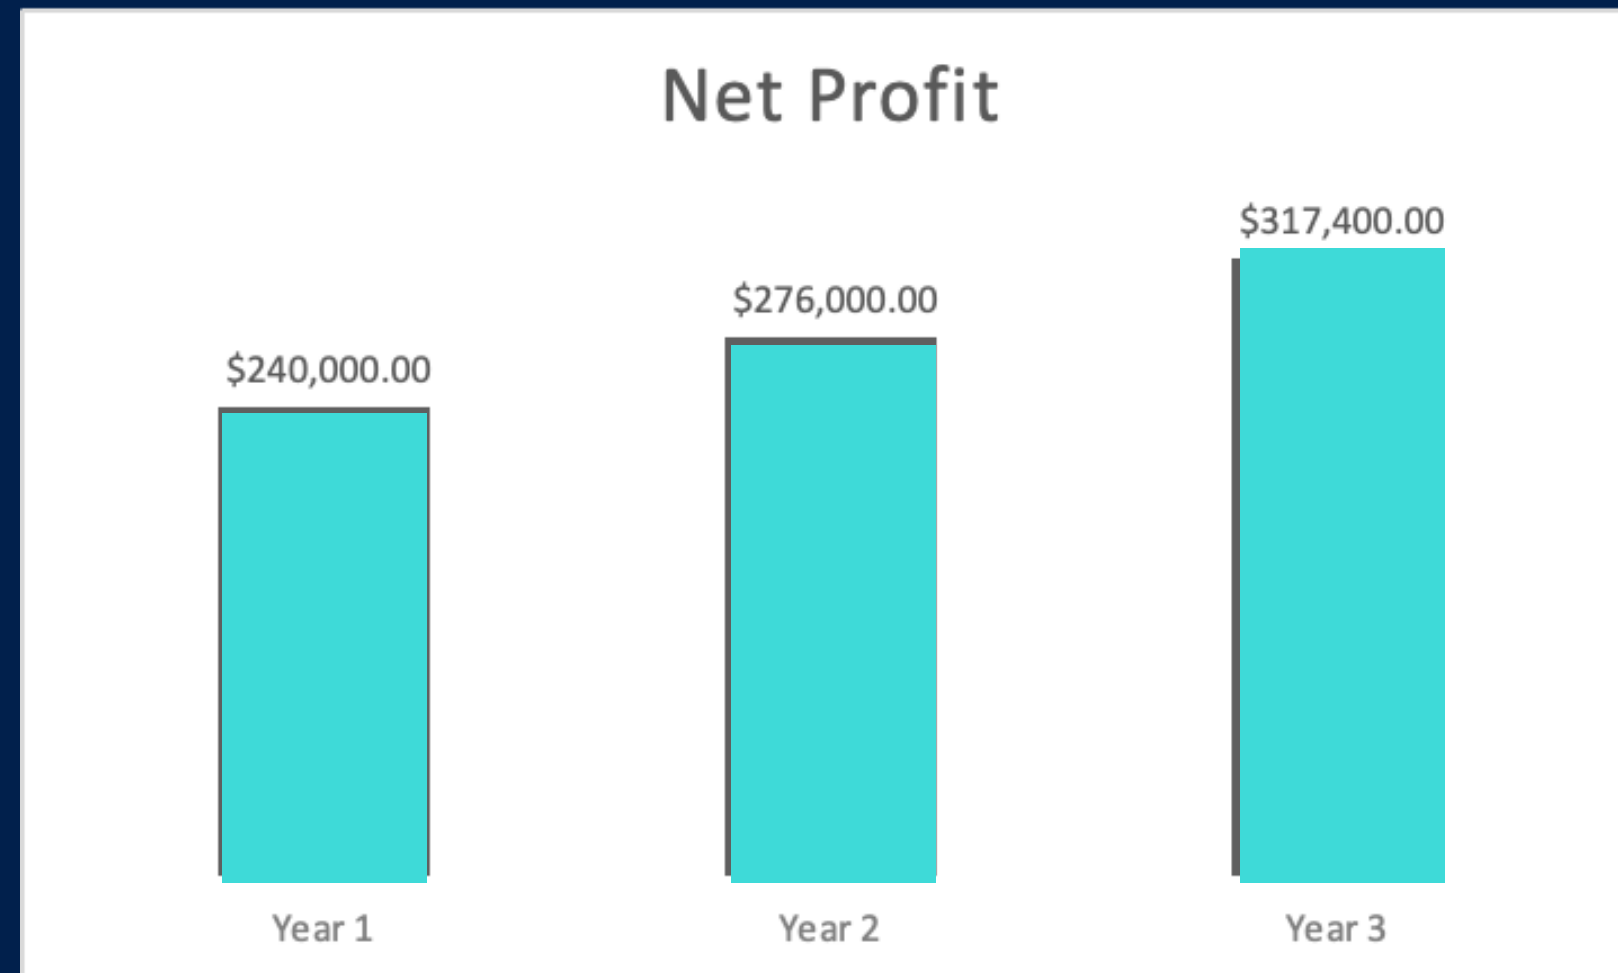 Net Profit
$317,400.00
$276,000.00
$240,000.00
Year 1
Year 2
Year 3